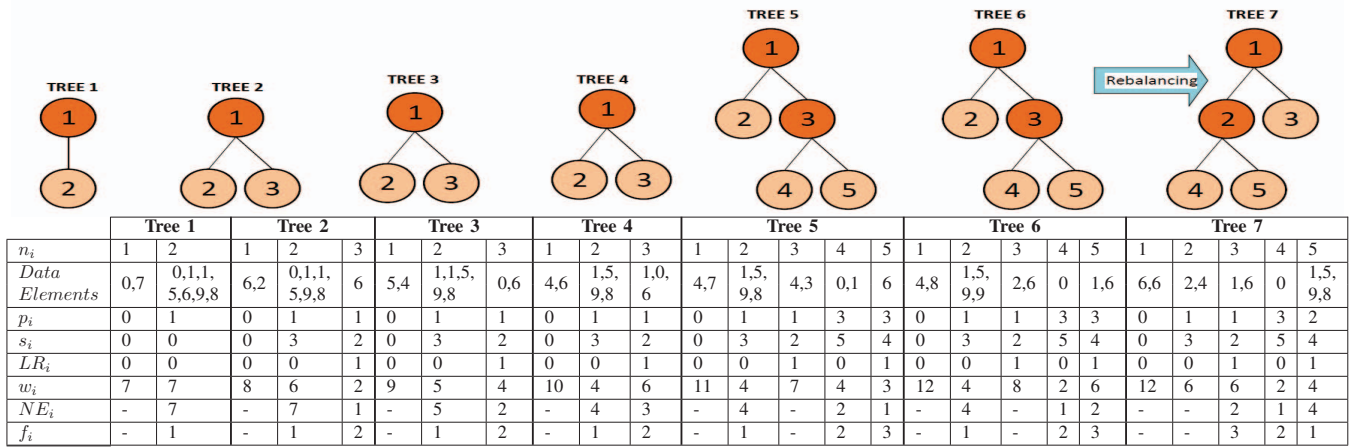 TREE 1
1
2
TREE 2
1
2 3
TREE 3
1
2 3
TREE 4
1
2 3
TREE 5
1
2 3
4 5
TREE 6
1
2 3
4 5
Rebalancing
TREE 7
1
2 3
4 5
Tree 1 Tree 2 Tree 3 Tree 4 Tree 5 Tree 6 Tree 7
n_i 1 2 1 2 3 1 2 3 1 2 3 1 2 3 4 5 1 2 3 4 5 1 2 3 4 5
Data Elements 0,7 0,1,1, 5,6,9,8 6,2 0,1,1, 5,9,8 6 5,4 1,1,5, 9,8 0,6 4,6 1,5, 9,8 1,0, 6 4,7 1,5, 9,8 4,3 0,1 6 4,8 1,5, 9,9 2,6 0 1,6 6,6 2,4 1,6 0 1,5, 9,8
p_i 0 1 0 1 1 0 1 1 0 1 1 0 1 1 3 3 0 1 1 3 3 0 1 1 3 2
s_i 0 0 0 3 2 0 3 2 0 3 2 0 3 2 5 4 0 3 2 5 4 0 3 2 5 4
LR_i 0 0 0 0 1 0 0 1 0 0 1 0 0 1 0 1 0 0 1 0 1 0 0 1 0 1
w_i 7 7 8 6 2 9 5 4 10 4 6 11 4 7 4 3 12 4 8 2 6 12 6 6 2 4
NE_i - 7 - 7 1 - 5 2 - 4 3 - 4 - 2 1 - 4 - 1 2 - - 2 1 4
f_i - 1 - 1 2 - 1 2 - 1 2 - 1 - 2 3 - 1 - 2 3 - - 3 2 1